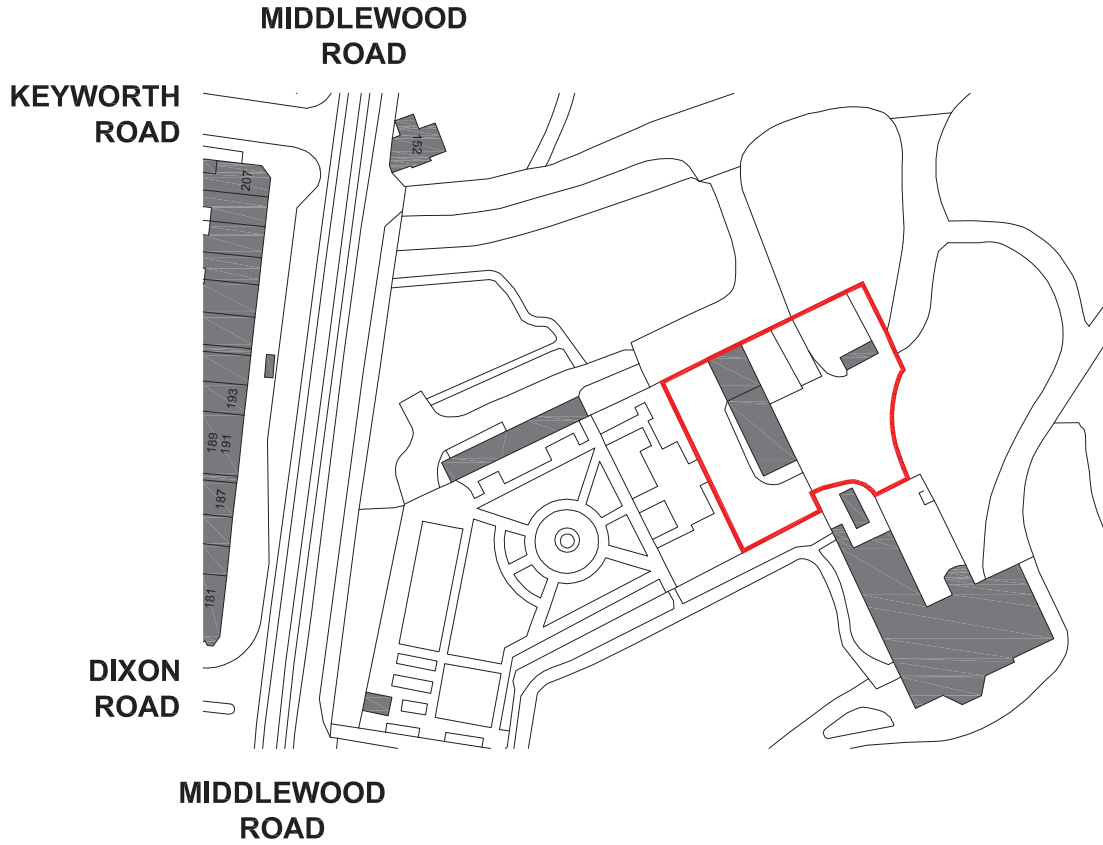 MIDDLEWOOD
ROAD
KEYWORTH
ROAD
152
207
193
189
191
187
181
DIXON
ROAD
MIDDLEWOOD
ROAD